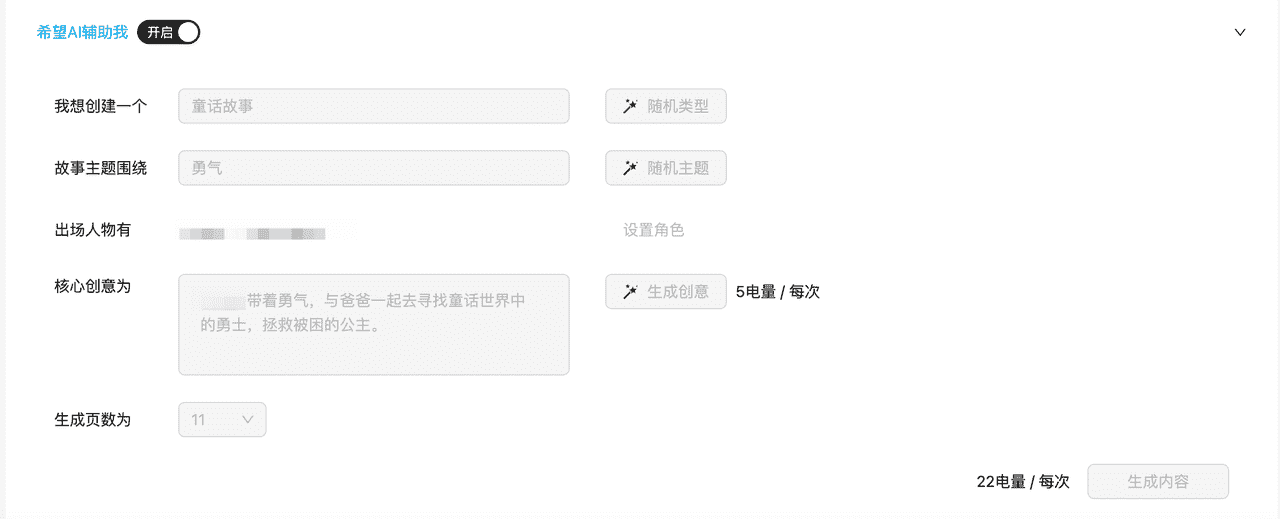 希望AI辅助我 开启
我想创建一个 童话故事 随机类型
故事主题围绕 勇气 随机主题
出场人物有 设置角色
核心创意为 带着勇气，与爸爸一起去寻找童话世界中 生成创意 5电量 / 每次
的勇士，拯救被困的公主。
生成页数为 11
22电量 / 每次 生成内容